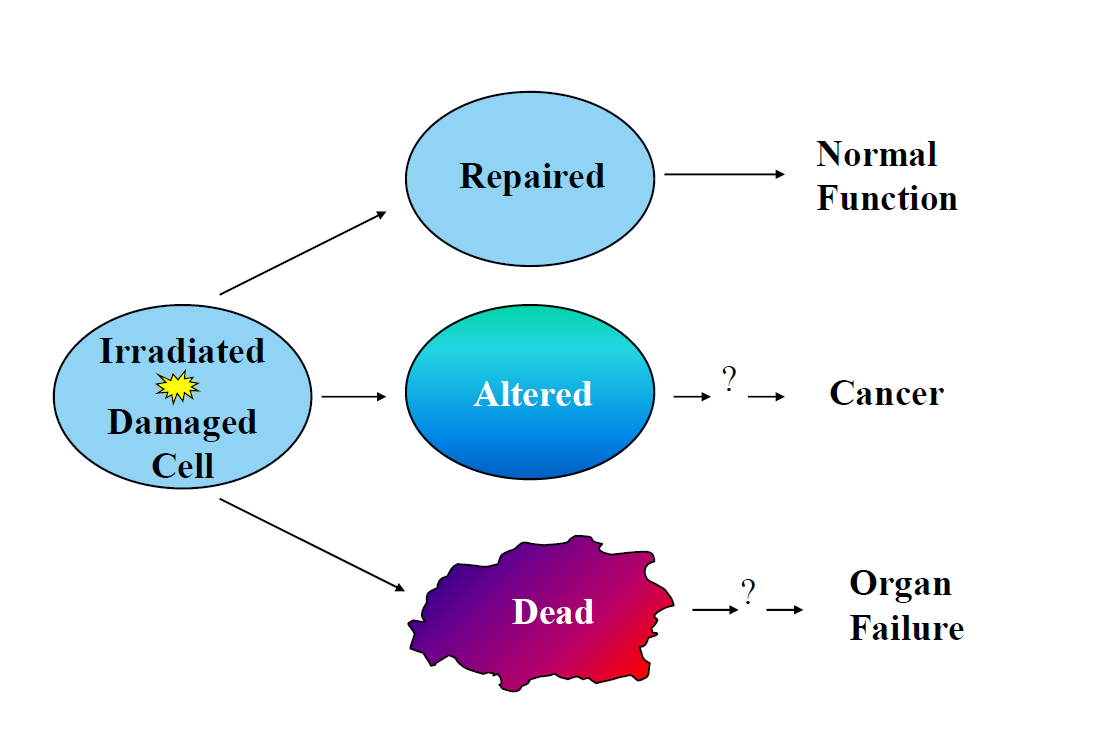 Irradiated
Damaged
Cell
Repaired
Normal
Function
Altered
?
Cancer
Dead
?
Organ
Failure